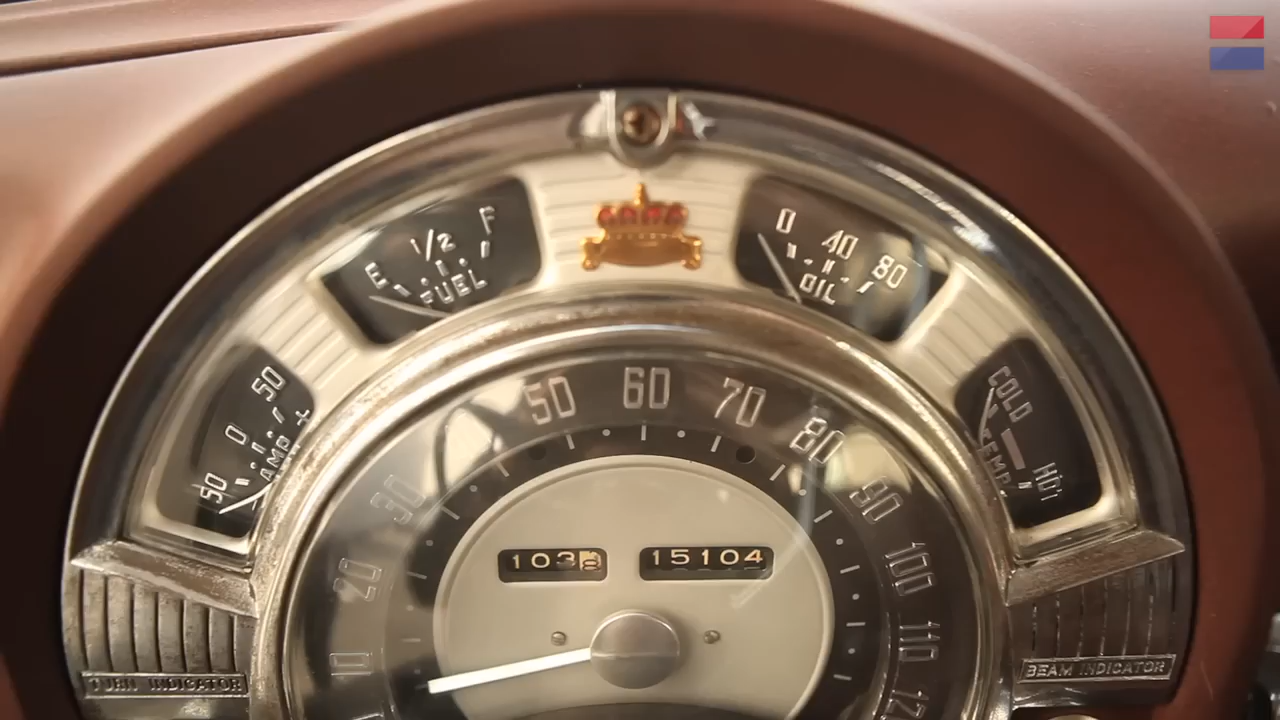 E 1/2 F
FUEL
0 40 80
OIL
50 0 50
AMP +
COLD
TEMP.
HOT
10 20 30 50 60 70 80 90 100 110
103
15104
TURN INDICATOR
BEAM INDICATOR